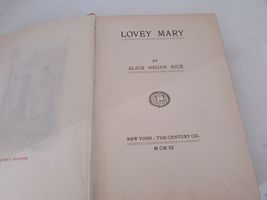 LOVEY MARY
BY
ALICE HEGAN RICE
NEW YORK : THE CENTURY CO.
M CM III